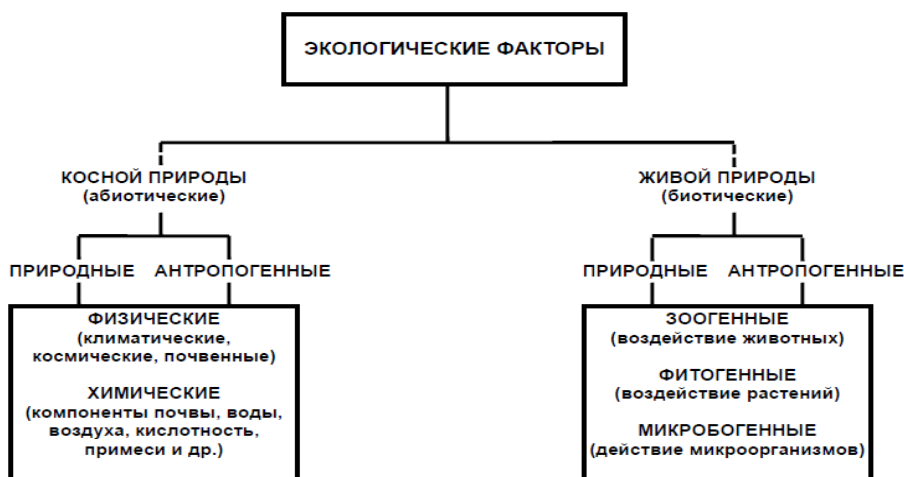 ЭКОЛОГИЧЕСКИЕ ФАКТОРЫ
КОСНОЙ ПРИРОДЫ
(абиотические)
ЖИВОЙ ПРИРОДЫ
(биотические)
ПРИРОДНЫЕ АНТРОПОГЕННЫЕ
ПРИРОДНЫЕ АНТРОПОГЕННЫЕ
ФИЗИЧЕСКИЕ
(климатические,
космические, почвенные)
ХИМИЧЕСКИЕ
(компоненты почвы, воды,
воздуха, кислотность,
примеси и др.)
ЗООГЕННЫЕ
(воздействие животных)
ФИТОГЕННЫЕ
(воздействие растений)
МИКРОБОГЕННЫЕ
(действие микроорганизмов)